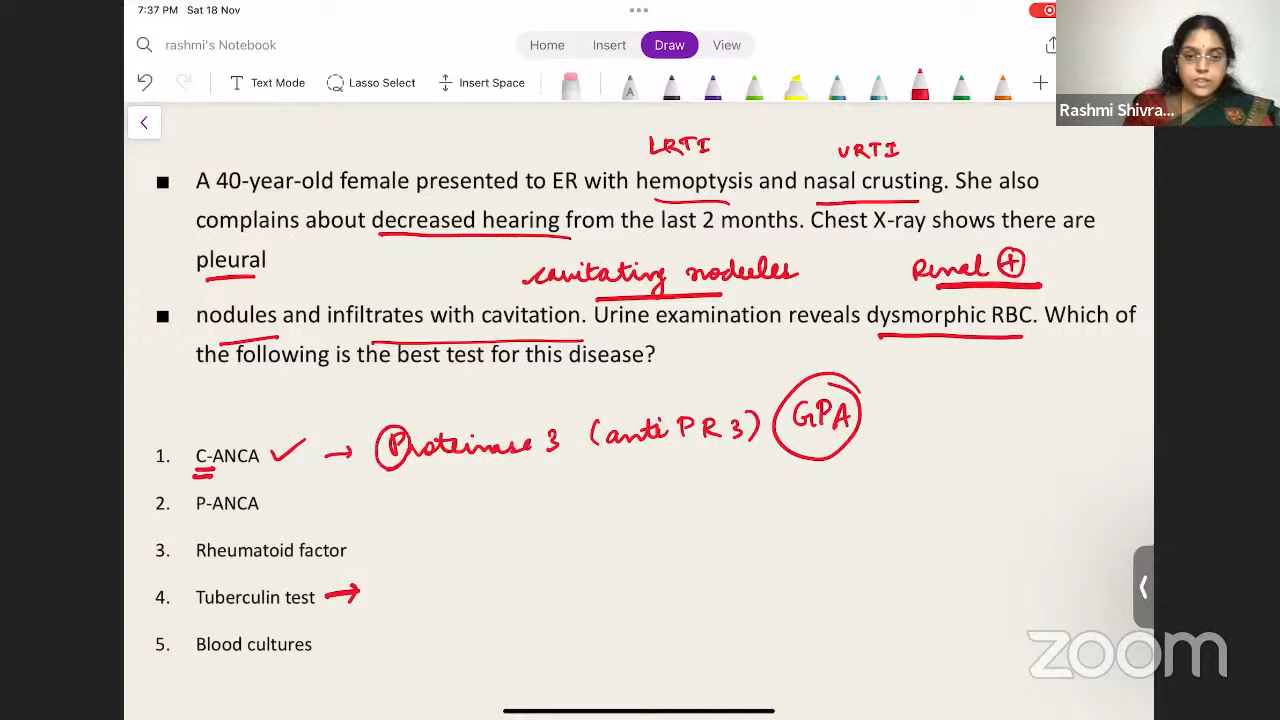 7:37 PM Sat 18 Nov
rashmi's Notebook
Home Insert Draw View
Text Mode Lasso Select Insert Space
A
Rashmi Shivra...
LRTI URTI
■ A 40-year-old female presented to ER with hemoptysis and nasal crusting. She also
complains about decreased hearing from the last 2 months. Chest X-ray shows there are
pleural
cavitating nodules Renal +
■ nodules and infiltrates with cavitation. Urine examination reveals dysmorphic RBC. Which of
the following is the best test for this disease?
GPA
1. C-ANCA ✓ → Proteinase 3 (anti PR3)
2. P-ANCA
3. Rheumatoid factor
4. Tuberculin test →
5. Blood cultures
zoom